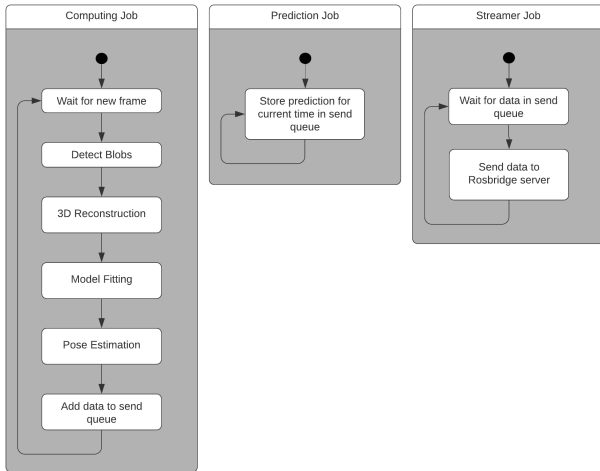 Computing Job
Wait for new frame
Detect Blobs
3D Reconstruction
Model Fitting
Pose Estimation
Add data to send
queue
Prediction Job
Store prediction for
current time in send
queue
Streamer Job
Wait for data in send
queue
Send data to
Rosbridge server